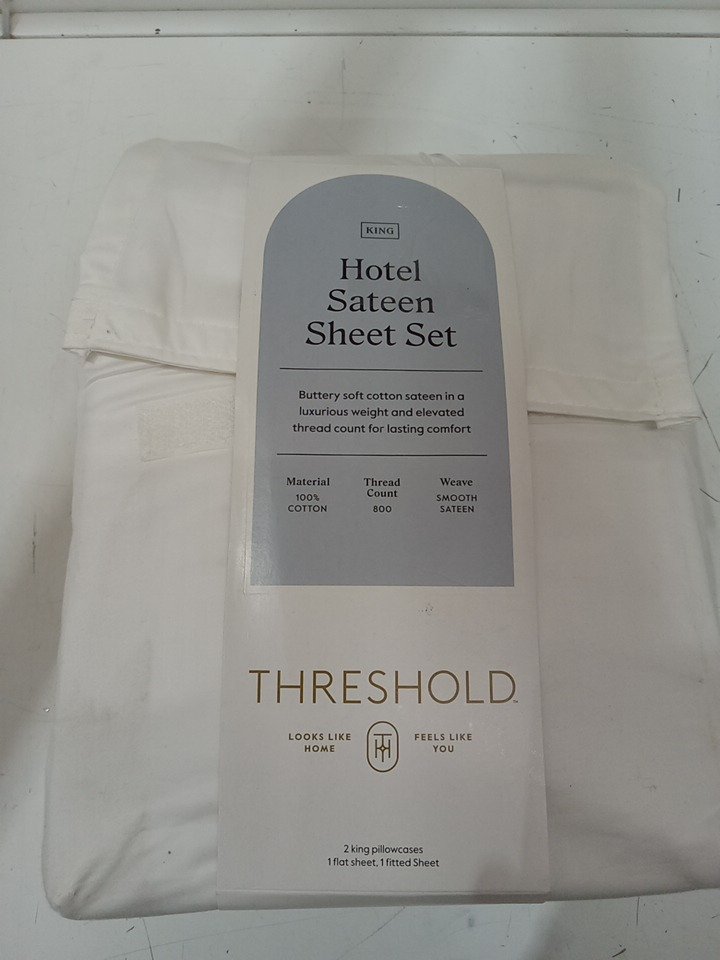 KING
Hotel
Sateen
Sheet Set
Buttery soft cotton sateen in a
luxurious weight and elevated
thread count for lasting comfort
Material
100%
COTTON
Thread
Count
800
Weave
SMOOTH
SATEEN
THRESHOLD™
LOOKS LIKE
HOME
TH
FEELS LIKE
YOU
2 king pillowcases
1 flat sheet, 1 fitted Sheet